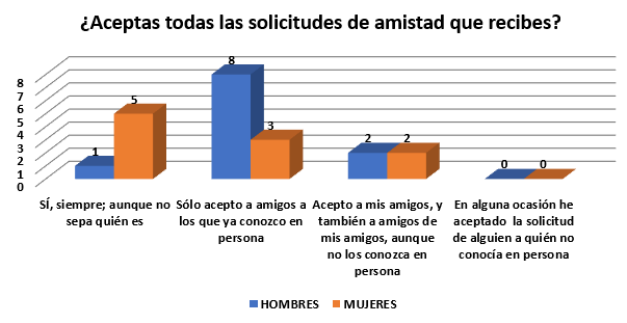 ¿Aceptas todas las solicitudes de amistad que recibes?
8
7
6
5
4
3
2
1
0
1
5
8
3
2
2
0
0
SÍ, siempre; aunque no
sepa quién es
Sólo acepto a amigos a
los que ya conozco en
persona
Acepto a mis amigos, y
también a amigos de
mis amigos, aunque
no los conozca en
persona
En alguna ocasión he
aceptado la solicitud
de alguien a quién no
conocía en persona
HOMBRES
MUJERES